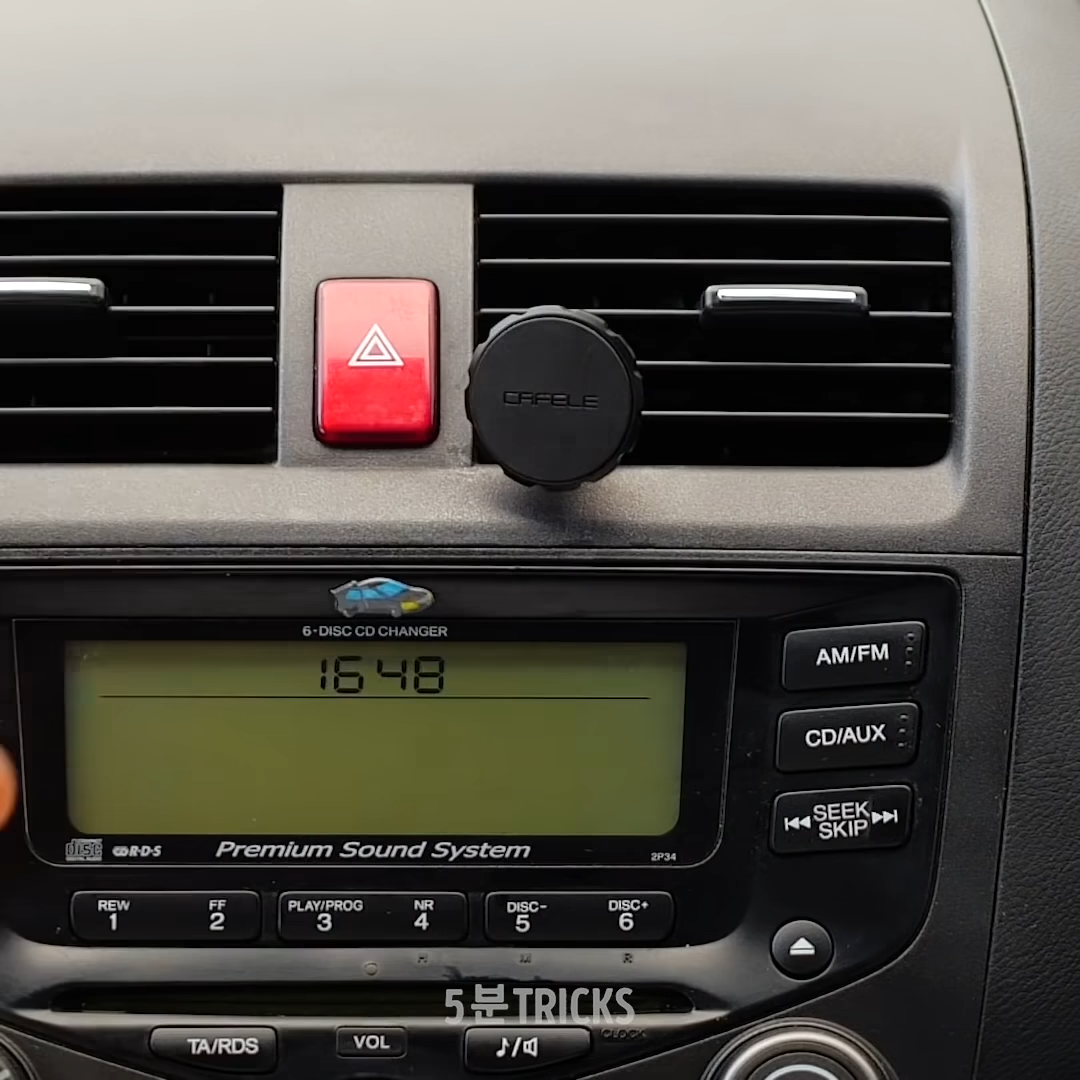 CAFELE
6-DISC CD CHANGER
1648
AM/FM
CD/AUX
SEEK
SKIP
disc R·D·S Premium Sound System 2P34
REW FF PLAY/PROG NR DISC- DISC+
1 2 3 4 5 6
H M R
5분TRICKS
CLOCK
TA/RDS VOL